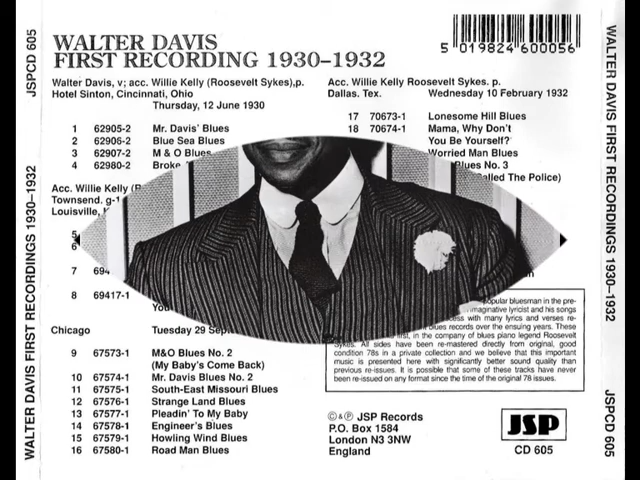 JSPCD 605
WALTER DAVIS FIRST RECORDINGS 1930–1932
WALTER DAVIS
FIRST RECORDING 1930–1932
Walter Davis, v; acc. Willie Kelly (Roosevelt Sykes),p.
Hotel Sinton, Cincinnati, Ohio
Thursday, 12 June 1930
1 62905-2 Mr. Davis' Blues
2 62906-2 Blue Sea Blues
3 62907-2 M & O Blues
4 62980-2 Broke
Acc. Willie Kelly
Townsend. g-1
Louisville,
5
6
7
8 69417-1
Chicago Tuesday 29
9 67573-1 M&O Blues No. 2
(My Baby's Come Back)
10 67574-1 Mr. Davis Blues No. 2
11 67575-1 South-East Missouri Blues
12 67576-1 Strange Land Blues
13 67577-1 Pleadin' To My Baby
14 67578-1 Engineer's Blues
15 67579-1 Howling Wind Blues
16 67580-1 Road Man Blues
5 019824 600056
Acc. Willie Kelly Roosevelt Sykes. p.
Dallas. Tex. Wednesday 10 February 1932
17 70673-1 Lonesome Hill Blues
18 70674-1 Mama, Why Don't
You Be Yourself?
Worried Man Blues
Blues No. 3
Called The Police)
popular bluesman in the pre-
imaginative lyricist and his songs
with many lyrics and verses re-
blues records over the ensuing years. These
first, in the company of blues piano legend Roosevelt
Sykes. All sides have been re-mastered directly from original, good
condition 78s in a private collection and we believe that this important
music is presented here with significantly better sound quality than
previous re-issues. It is possible that some of these tracks have never
been re-issued on any format since the time of the original 78 issues.
©&℗ JSP Records
P.O. Box 1584
London N3 3NW
England
JSP
CD 605
WALTER DAVIS FIRST RECORDINGS 1930–1932
JSPCD 605